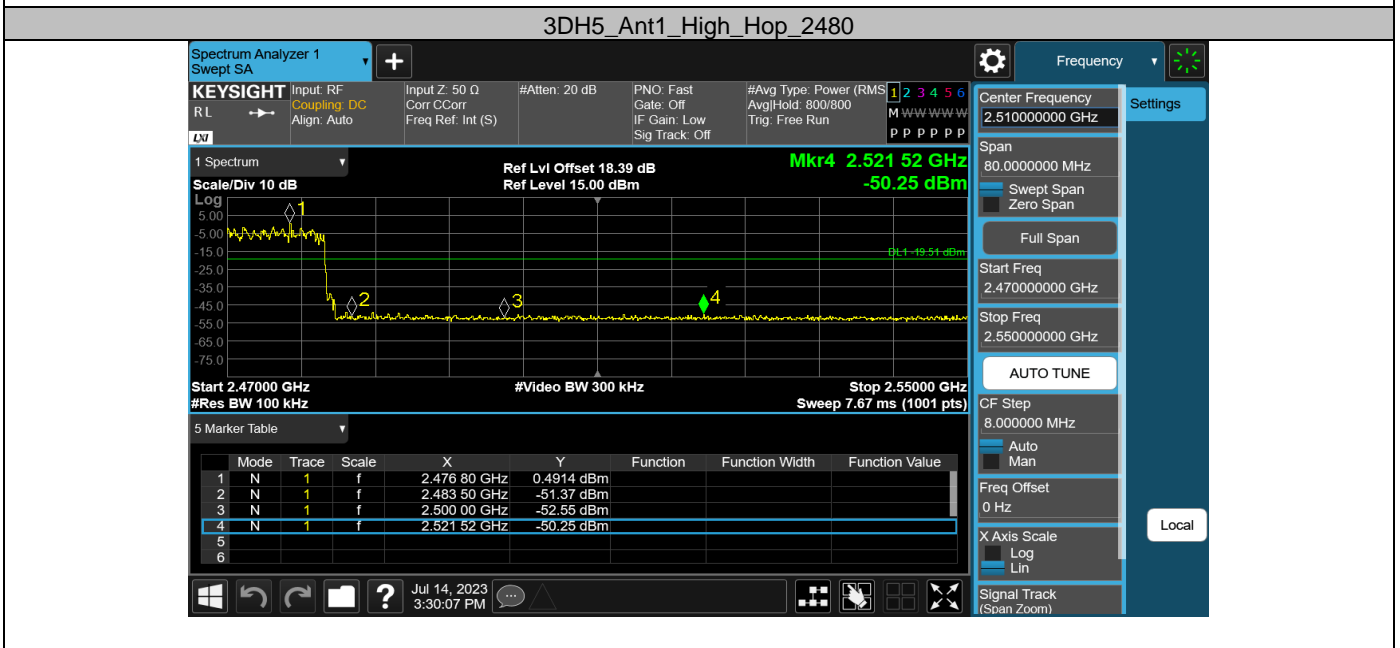 3DH5_Ant1_High_Hop_2480
Spectrum Analyzer 1
Swept SA
▼
+
Frequency
▼
KEYSIGHT
RL
LXI
Input: RF
Coupling: DC
Align: Auto
Input Z: 50 Ω
Corr CCorr
Freq Ref: Int (S)
#Atten: 20 dB
PNO: Fast
Gate: Off
IF Gain: Low
Sig Track: Off
#Avg Type: Power (RMS
Avg|Hold: 800/800
Trig: Free Run
1 2 3 4 5 6
M W W W W W
P P P P P P
1 Spectrum ▼
Scale/Div 10 dB
Ref Lvl Offset 18.39 dB
Ref Level 15.00 dBm
Mkr4 2.521 52 GHz
-50.25 dBm
Log
5.00
-5.00
-15.0
-25.0
-35.0
-45.0
-55.0
-65.0
-75.0
1
2
3
4
DL1 -19.51 dBm
Start 2.47000 GHz
#Video BW 300 kHz
Stop 2.55000 GHz
#Res BW 100 kHz
Sweep 7.67 ms (1001 pts)
5 Marker Table ▼
Mode Trace Scale X Y Function Function Width Function Value
1 N 1 f 2.476 80 GHz 0.4914 dBm
2 N 1 f 2.483 50 GHz -51.37 dBm
3 N 1 f 2.500 00 GHz -52.55 dBm
4 N 1 f 2.521 52 GHz -50.25 dBm
5
6
?
Jul 14, 2023
3:30:07 PM
Center Frequency
2.510000000 GHz
Span
80.0000000 MHz
Swept Span
Zero Span
Full Span
Start Freq
2.470000000 GHz
Stop Freq
2.550000000 GHz
AUTO TUNE
CF Step
8.000000 MHz
Auto
Man
Freq Offset
0 Hz
X Axis Scale
Log
Lin
Signal Track
(Span Zoom)
Settings
Local